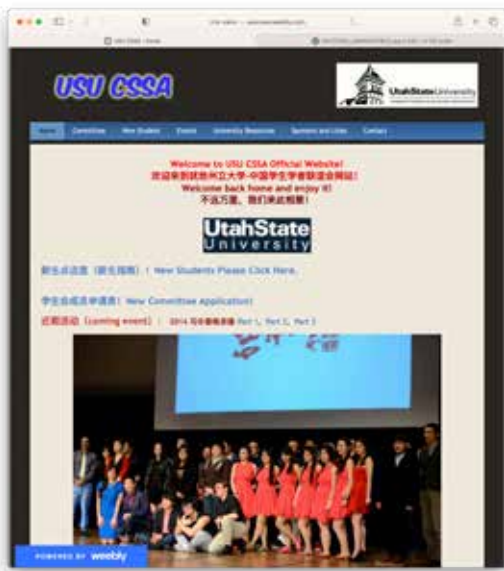 USU CSSA
UtahStateUniversity
Home Committee New Student Events University Resources Sponsors and Links Contact
Welcome to USU CSSA Official Website!
欢迎来到犹他州立大学-中国学生学者联谊会网站!
Welcome back home and enjoy it!
不远万里,我们来此相聚!
UtahState
University
新生点这里（新生指南）! New Students Please Click Here.
学生会成员申请表! New Committee Application!
近期活动（coming event）: 2014 Part 1, Part 2, Part 3
POWERED BY weebly